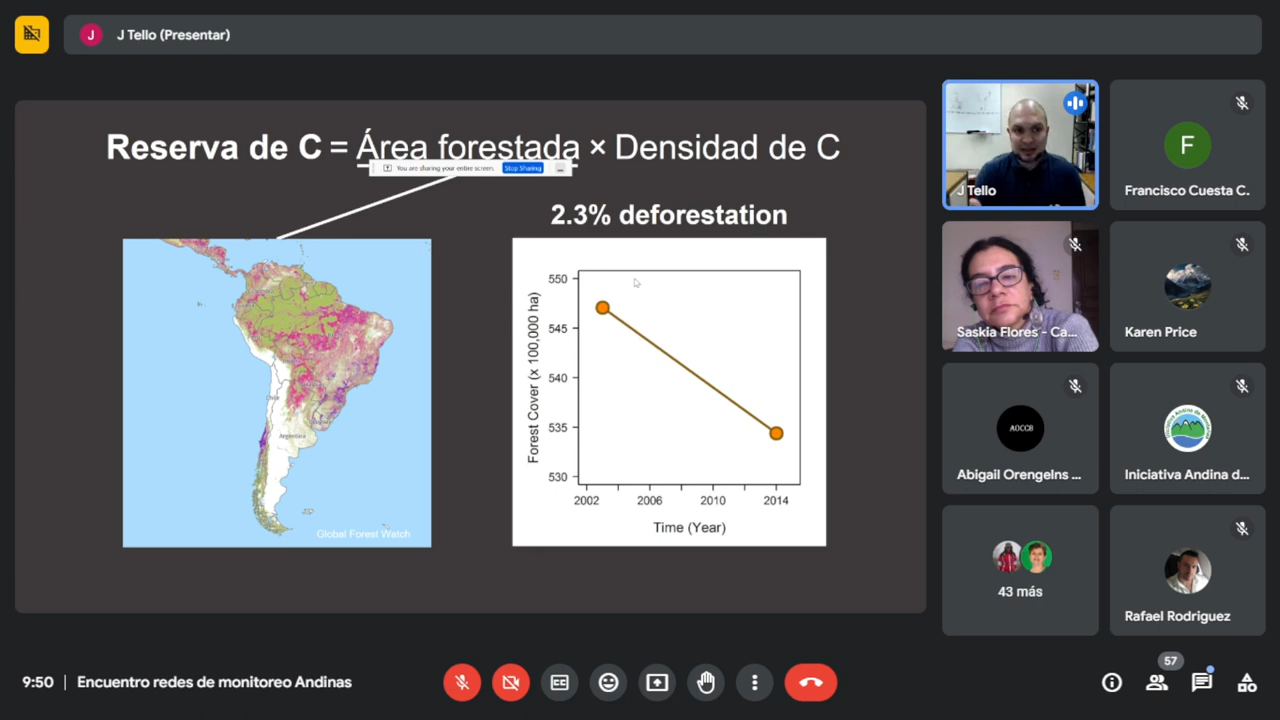 J
J Tello (Presentar)
Reserva de C = Área forestada × Densidad de C
You are sharing your entire screen.
Stop Sharing
2.3% deforestation
Chile
Argentina
Global Forest Watch
Forest Cover (x 100,000 ha)
550
545
540
535
530
2002
2006
2010
2014
Time (Year)
J Tello
F
Francisco Cuesta C.
Saskia Flores - Ca...
Karen Price
AOCCB
Abigail OrengeIns ...
Iniciativa Andina d...
43 más
Rafael Rodriguez
9:50 | Encuentro redes de monitoreo Andinas
57